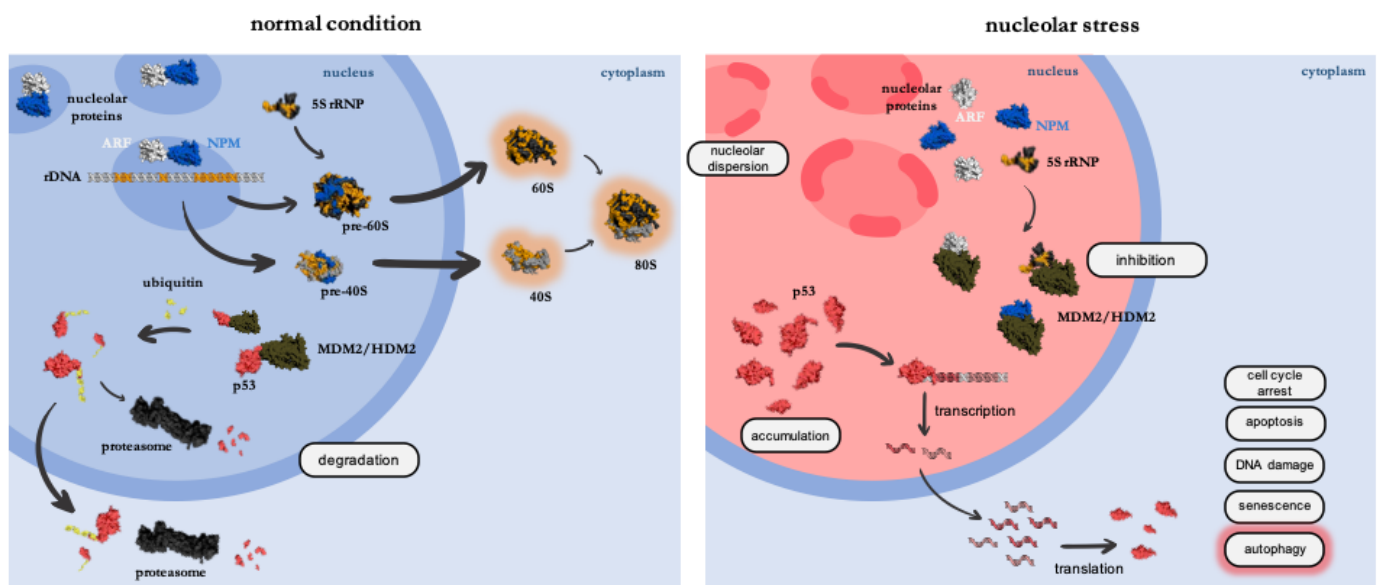 normal condition
nucleus
cytoplasm
nucleolar
proteins
5S rRNP
ARF
NPM
rDNA
pre-60S
60S
80S
pre-40S
40S
ubiquitin
MDM2/HDM2
p53
proteasome
degradation
proteasome
nucleolar stress
nucleus
cytoplasm
nucleolar
proteins
ARF
NPM
nucleolar
dispersion
5S rRNP
inhibition
p53
MDM2/HDM2
transcription
accumulation
cell cycle
arrest
apoptosis
DNA damage
senescence
autophagy
translation